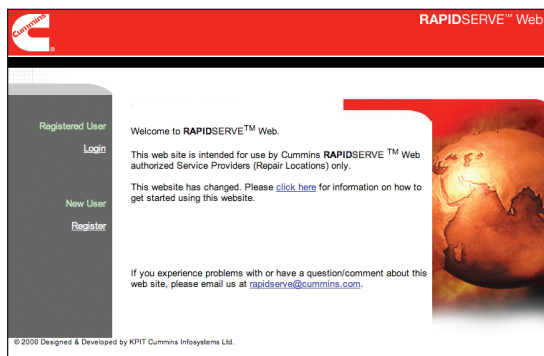 Cummins
RAPIDSERVE™ Web
Registered User
Login
New User
Register
Welcome to RAPIDSERVE™ Web.
This web site is intended for use by Cummins RAPIDSERVE ™ Web
authorized Service Providers (Repair Locations) only.
This website has changed. Please click here for information on how to
get started using this website.
If you experience problems with or have a question/comment about this
web site, please email us at rapidserve@cummins.com.
© 2006 Designed & Developed by KPIT Cummins Infosystems Ltd.